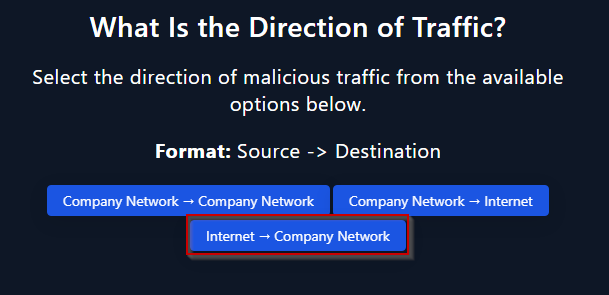 What Is the Direction of Traffic?
Select the direction of malicious traffic from the available
options below.
Format: Source -> Destination
Company Network → Company Network
Company Network → Internet
Internet → Company Network